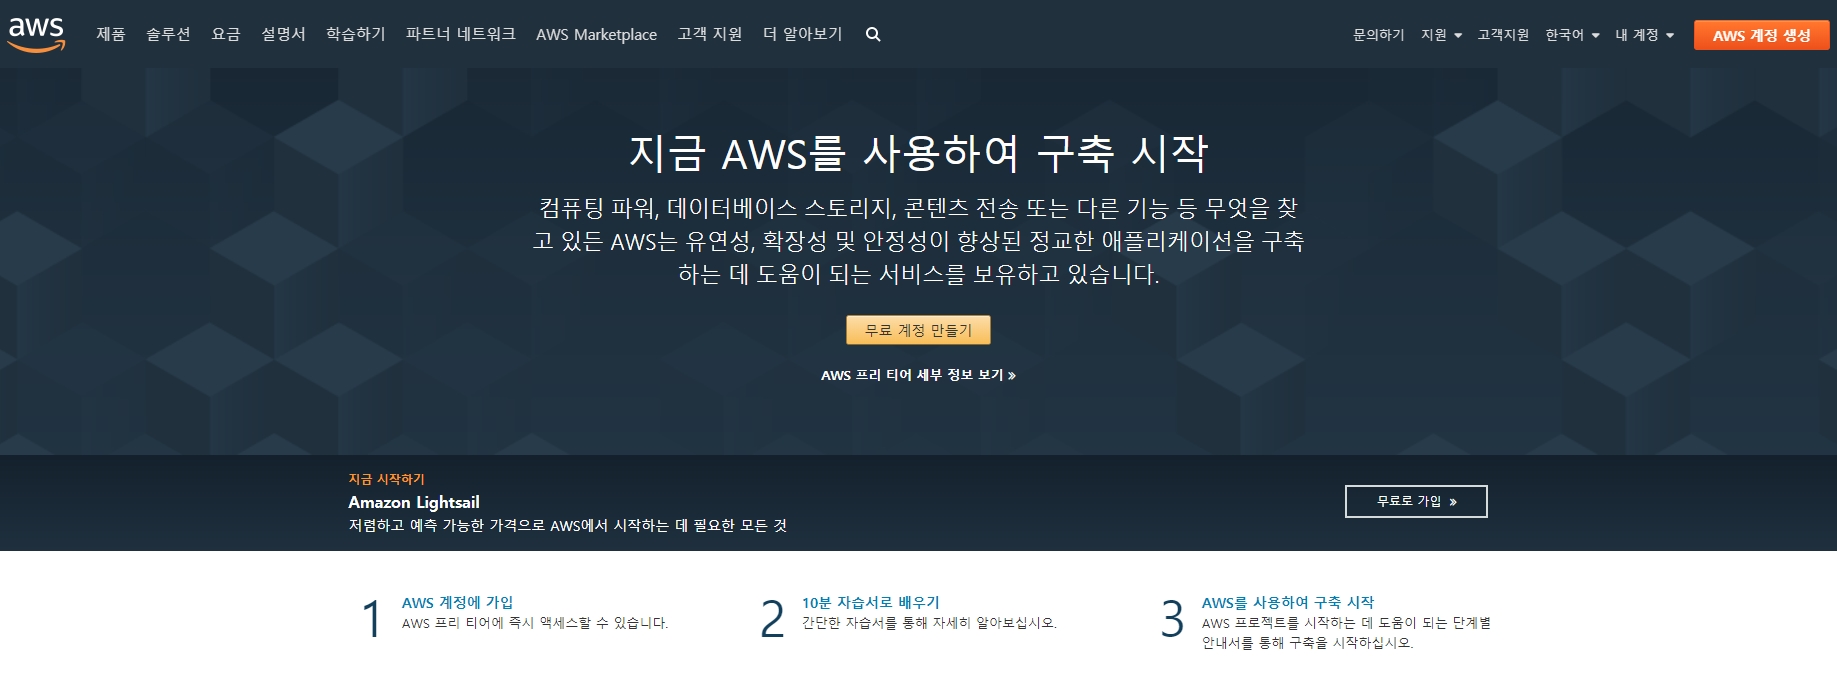 aws
제품 솔루션 요금 설명서 학습하기 파트너 네트워크 AWS Marketplace 고객 지원 더 알아보기
문의하기 지원 고객지원 한국어 내 계정 AWS 계정 생성
지금 AWS를 사용하여 구축 시작
컴퓨팅 파워, 데이터베이스 스토리지, 콘텐츠 전송 또는 다른 기능 등 무엇을 찾
고 있든 AWS는 유연성, 확장성 및 안정성이 향상된 정교한 애플리케이션을 구축
하는 데 도움이 되는 서비스를 보유하고 있습니다.
무료 계정 만들기
AWS 프리 티어 세부 정보 보기 »
지금 시작하기
Amazon Lightsail
저렴하고 예측 가능한 가격으로 AWS에서 시작하는 데 필요한 모든 것
무료로 가입 »
1
AWS 계정에 가입
AWS 프리 티어에 즉시 액세스할 수 있습니다.
2
10분 자습서로 배우기
간단한 자습서를 통해 자세히 알아보십시오.
3
AWS를 사용하여 구축 시작
AWS 프로젝트를 시작하는 데 도움이 되는 단계별
안내서를 통해 구축을 시작하십시오.